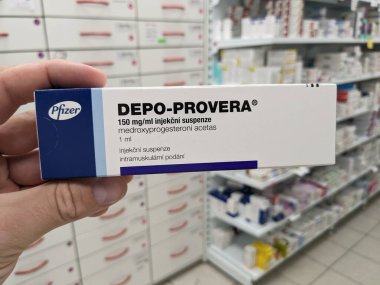 Pfizer
DEPO-PROVERA®
150 mg/ml injekční suspenze
medroxyprogesteroni acetas
1 ml
injekční suspenze
intramuskulární podání